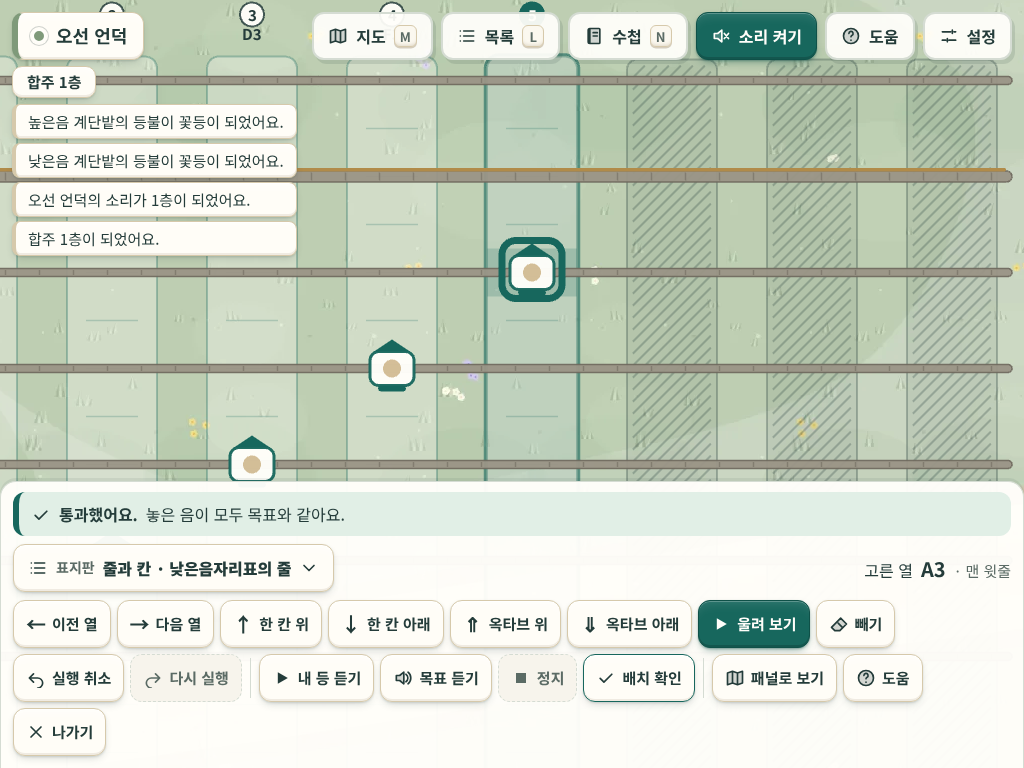 오선 언덕
3
D3
지도 M
목록 L
수첩 N
소리 켜기
도움
설정
합주 1층
높은음 계단밭의 등불이 꽃등이 되었어요.
낮은음 계단밭의 등불이 꽃등이 되었어요.
오선 언덕의 소리가 1층이 되었어요.
합주 1층이 되었어요.
통과했어요. 놓은 음이 모두 목표와 같아요.
표지판 줄과 칸 · 낮은음자리표의 줄
고른 열 A3 · 맨 윗줄
이전 열
다음 열
한 칸 위
한 칸 아래
옥타브 위
옥타브 아래
울려 보기
빼기
실행 취소
다시 실행
내 등 듣기
목표 듣기
정지
배치 확인
패널로 보기
도움
나가기